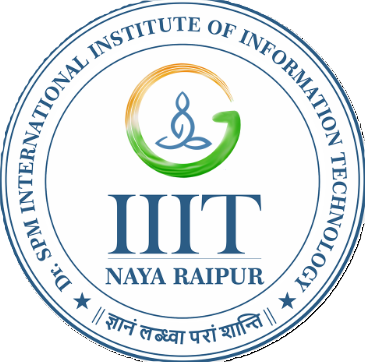 DR. SPM INTERNATIONAL INSTITUTE OF INFORMATION TECHNOLOGY
IIIT
NAYA RAIPUR
|| ज्ञानं लब्ध्वा परां शान्ति ||